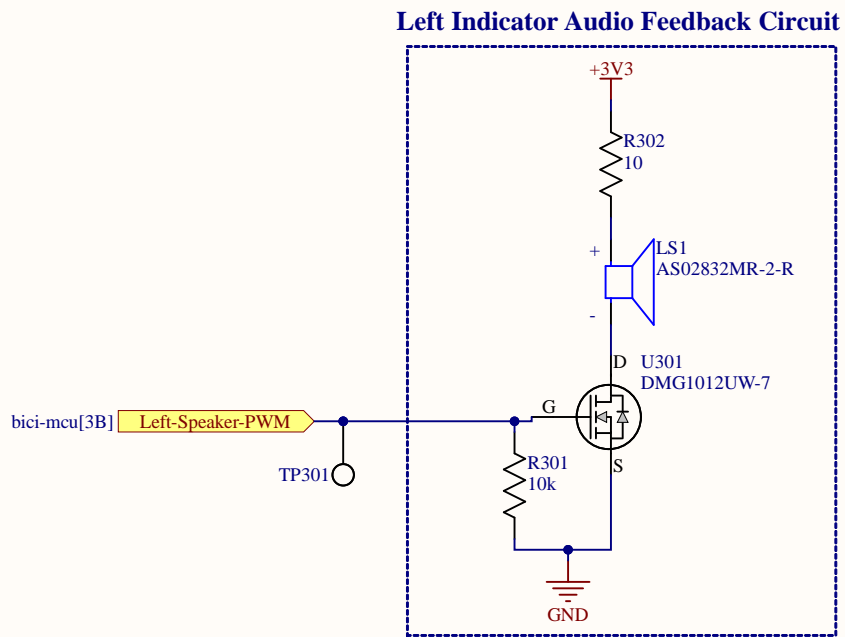 Left Indicator Audio Feedback Circuit
+3V3
R302
10
+
LS1
AS02832MR-2-R
-
D
U301
DMG1012UW-7
G
bici-mcu[3B]
Left-Speaker-PWM
S
R301
10k
TP301
GND